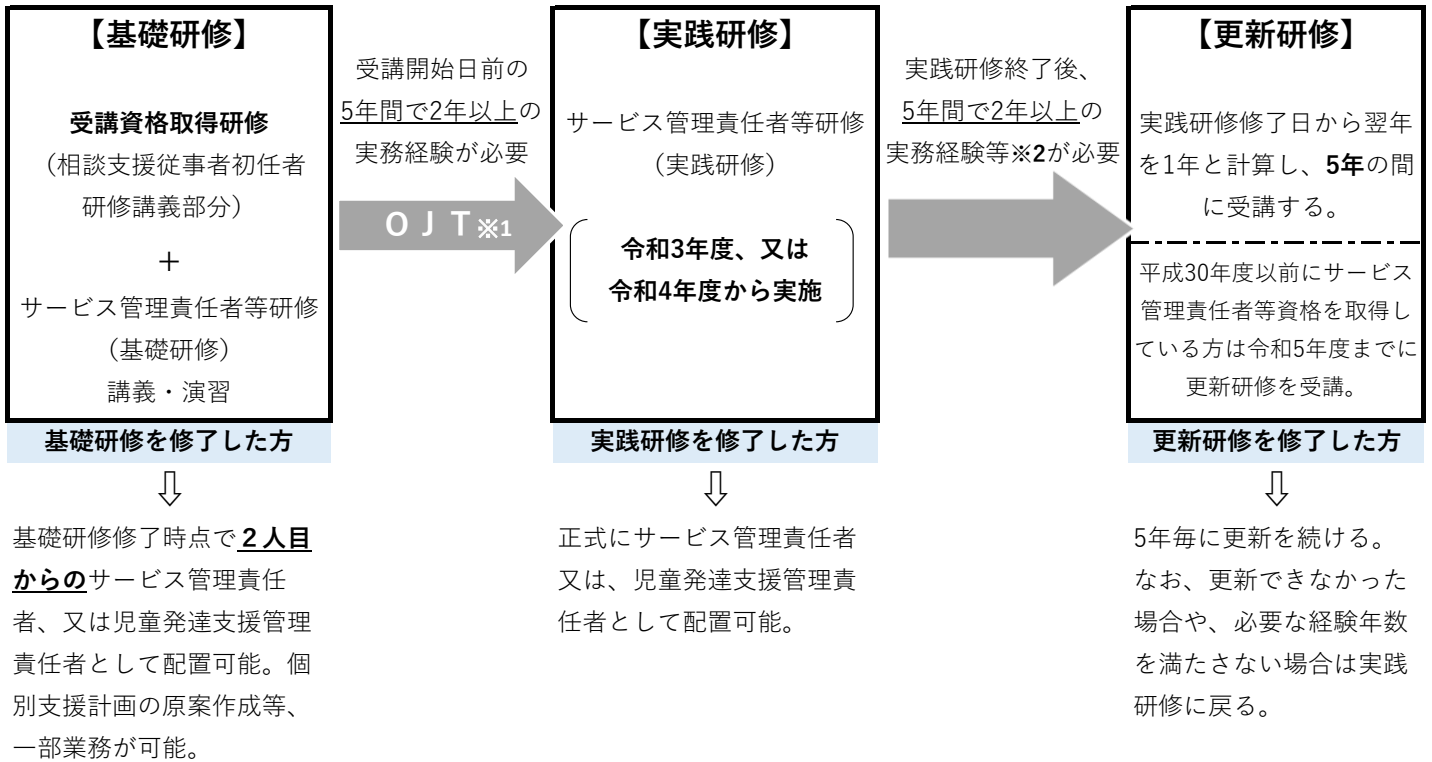 【基礎研修】
受講資格取得研修
（相談支援従事者初任者
研修講義部分）
＋
サービス管理責任者等研修
（基礎研修）
講義・演習
基礎研修を修了した方
⇩
基礎研修修了時点で２人目
からのサービス管理責任
者、又は児童発達支援管理
責任者として配置可能。個
別支援計画の原案作成等、
一部業務が可能。
受講開始日前の
5年間で2年以上の
実務経験が必要
ＯＪＴ※1
【実践研修】
サービス管理責任者等研修
（実践研修）
令和3年度、又は
令和4年度から実施
実践研修を修了した方
⇩
正式にサービス管理責任者
又は、児童発達支援管理責
任者として配置可能。
実践研修終了後、
5年間で2年以上の
実務経験等※2が必要
【更新研修】
実践研修修了日から翌年
を1年と計算し、5年の間
に受講する。
平成30年度以前にサービス
管理責任者等資格を取得し
ている方は令和5年度までに
更新研修を受講。
更新研修を修了した方
⇩
5年毎に更新を続ける。
なお、更新できなかった
場合や、必要な経験年数
を満たさない場合は実践
研修に戻る。